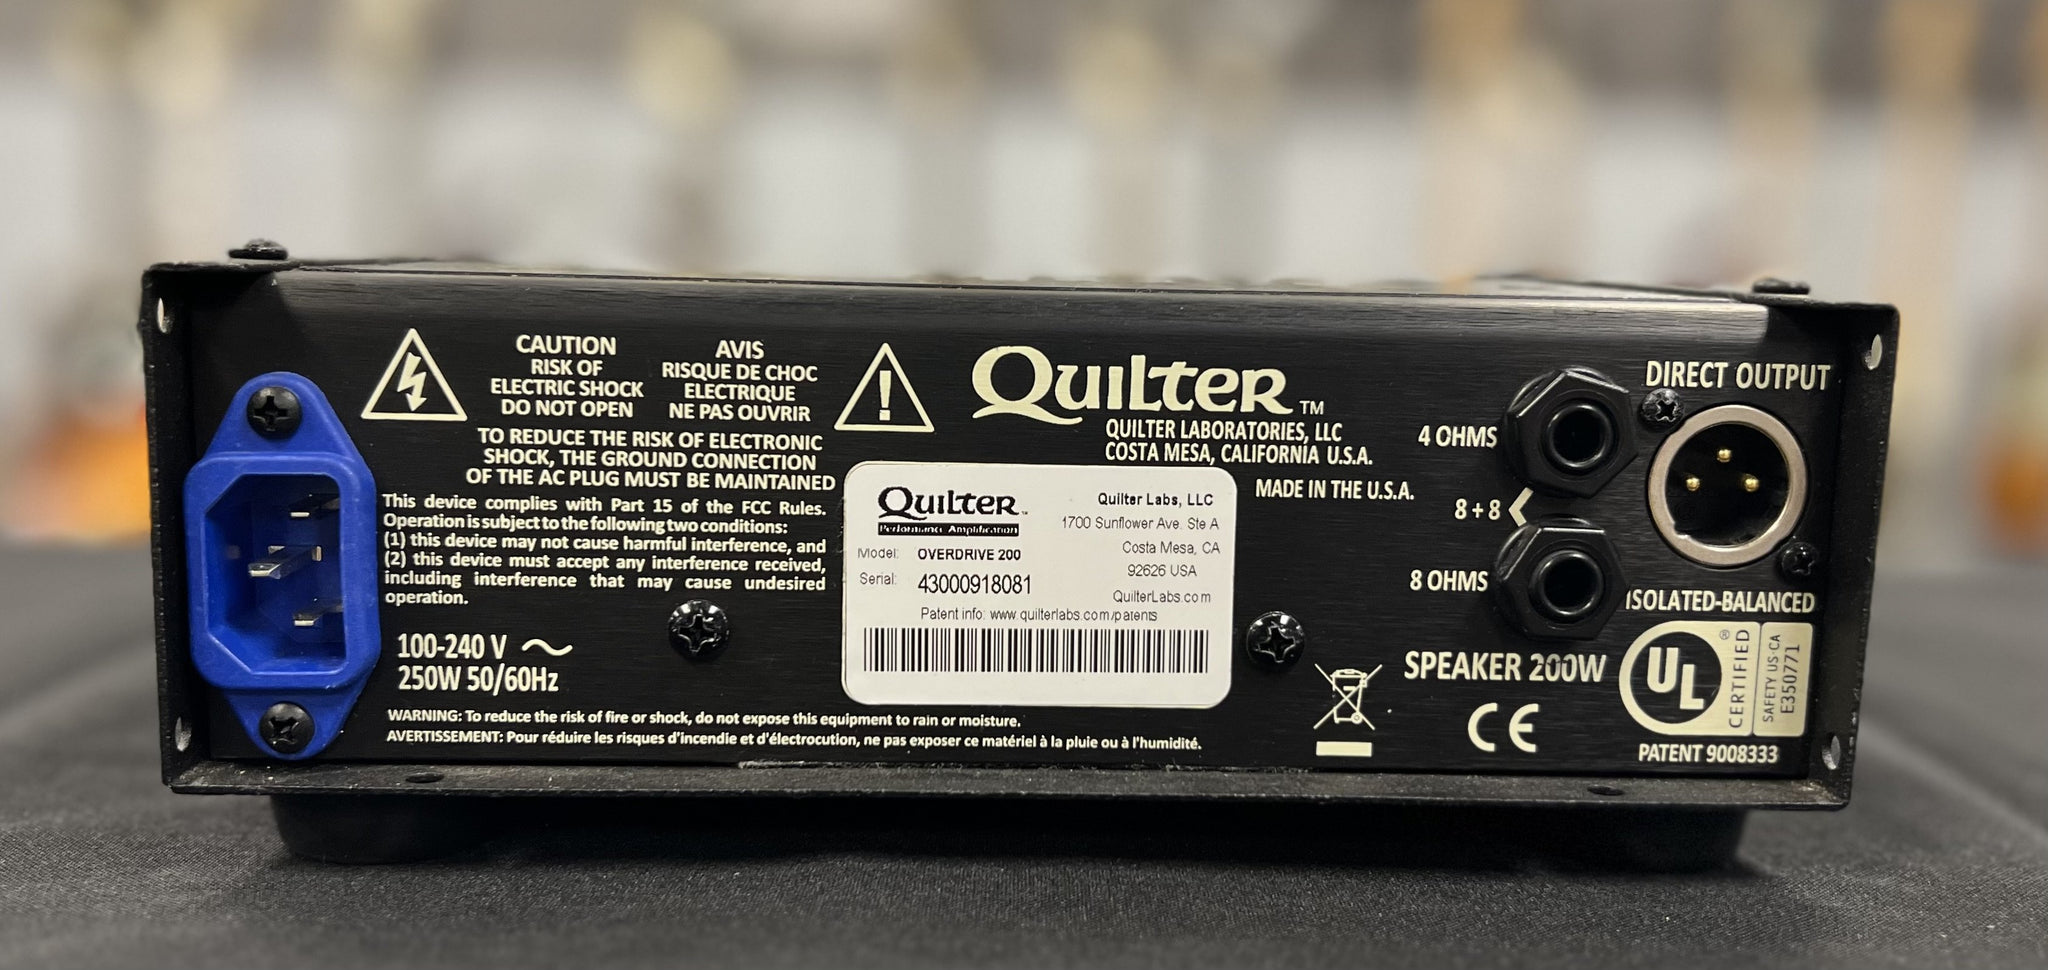 CAUTION
RISK OF
ELECTRIC SHOCK
DO NOT OPEN
AVIS
RISQUE DE CHOC
ELECTRIQUE
NE PAS OUVRIR
TO REDUCE THE RISK OF ELECTRONIC
SHOCK, THE GROUND CONNECTION
OF THE AC PLUG MUST BE MAINTAINED
This device complies with Part 15 of the FCC Rules.
Operation is subject to the following two conditions:
(1) this device may not cause harmful interference, and
(2) this device must accept any interference received,
including interference that may cause undesired
operation.
100-240 V ~
250W 50/60Hz
WARNING: To reduce the risk of fire or shock, do not expose this equipment to rain or moisture.
AVERTISSEMENT: Pour réduire les risques d'incendie et d'électrocution, ne pas exposer ce matériel à la pluie ou à l'humidité.
QUILTER TM
QUILTER LABORATORIES, LLC
COSTA MESA, CALIFORNIA U.S.A.
MADE IN THE U.S.A.
QUILTER TM
Performance Amplification
Model: OVERDRIVE 200
Serial: 43000918081
Quilter Labs, LLC
1700 Sunflower Ave. Ste A
Costa Mesa, CA
92626 USA
QuilterLabs.com
Patent info: www.quilterlabs.com/patents
4 OHMS
8 + 8
8 OHMS
SPEAKER 200W
CE
DIRECT OUTPUT
ISOLATED-BALANCED
UL ®
CERTIFIED
SAFETY US·CA
E350771
PATENT 9008333